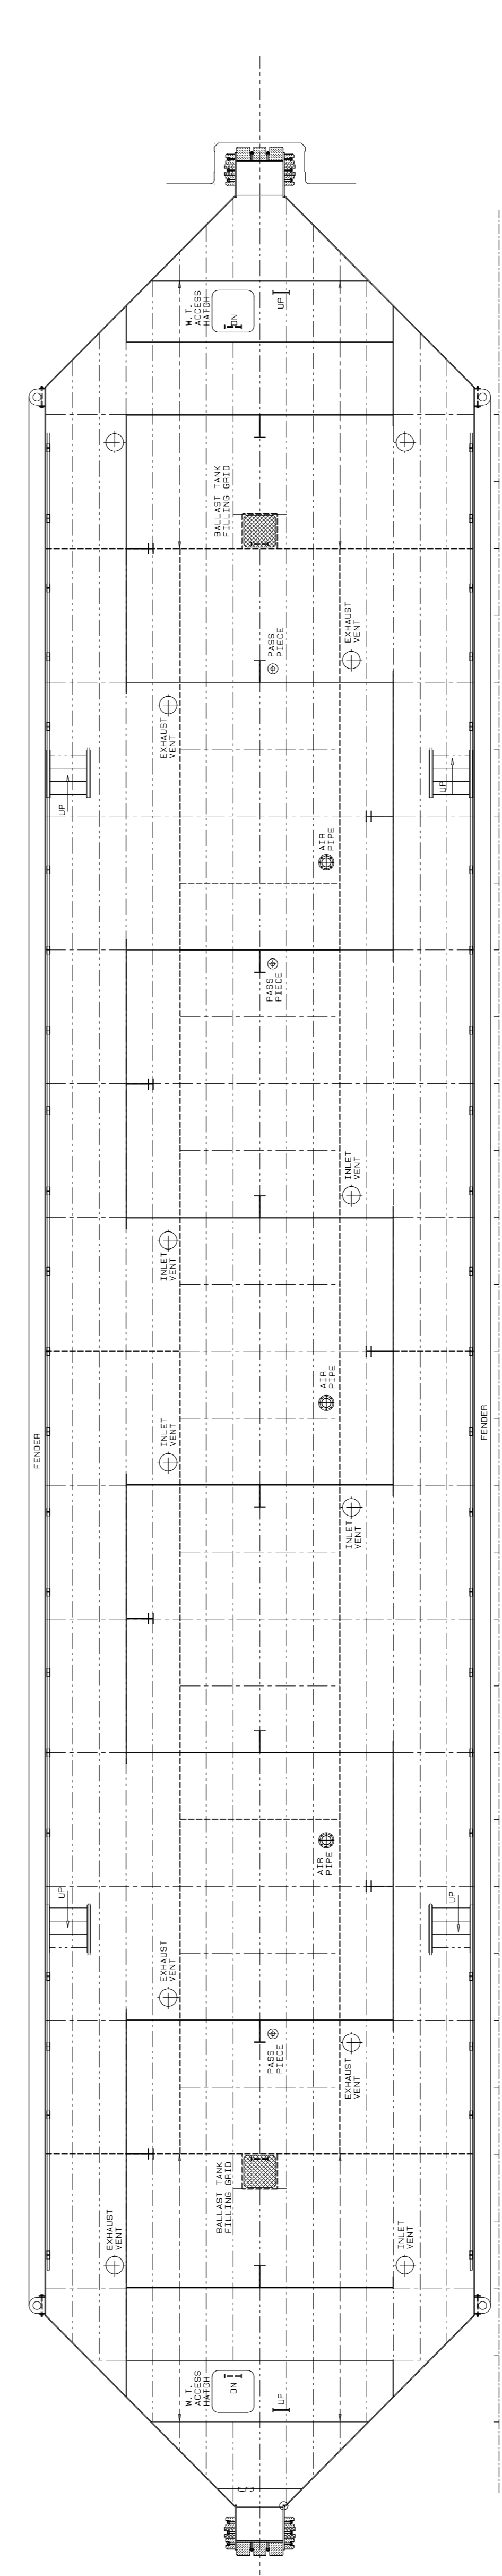 W.T.
ACCESS
HATCH
DN
UP
BALLAST TANK
FILLING GRID
PASS
PIECE
EXHAUST
VENT
EXHAUST
VENT
UP
UP
AIR
PIPE
PASS
PIECE
INLET
VENT
INLET
VENT
AIR
PIPE
FENDER
FENDER
INLET
VENT
INLET
VENT
AIR
PIPE
UP
UP
EXHAUST
VENT
PASS
PIECE
EXHAUST
VENT
BALLAST TANK
FILLING GRID
EXHAUST
VENT
INLET
VENT
W.T.
ACCESS
HATCH
DN
UP